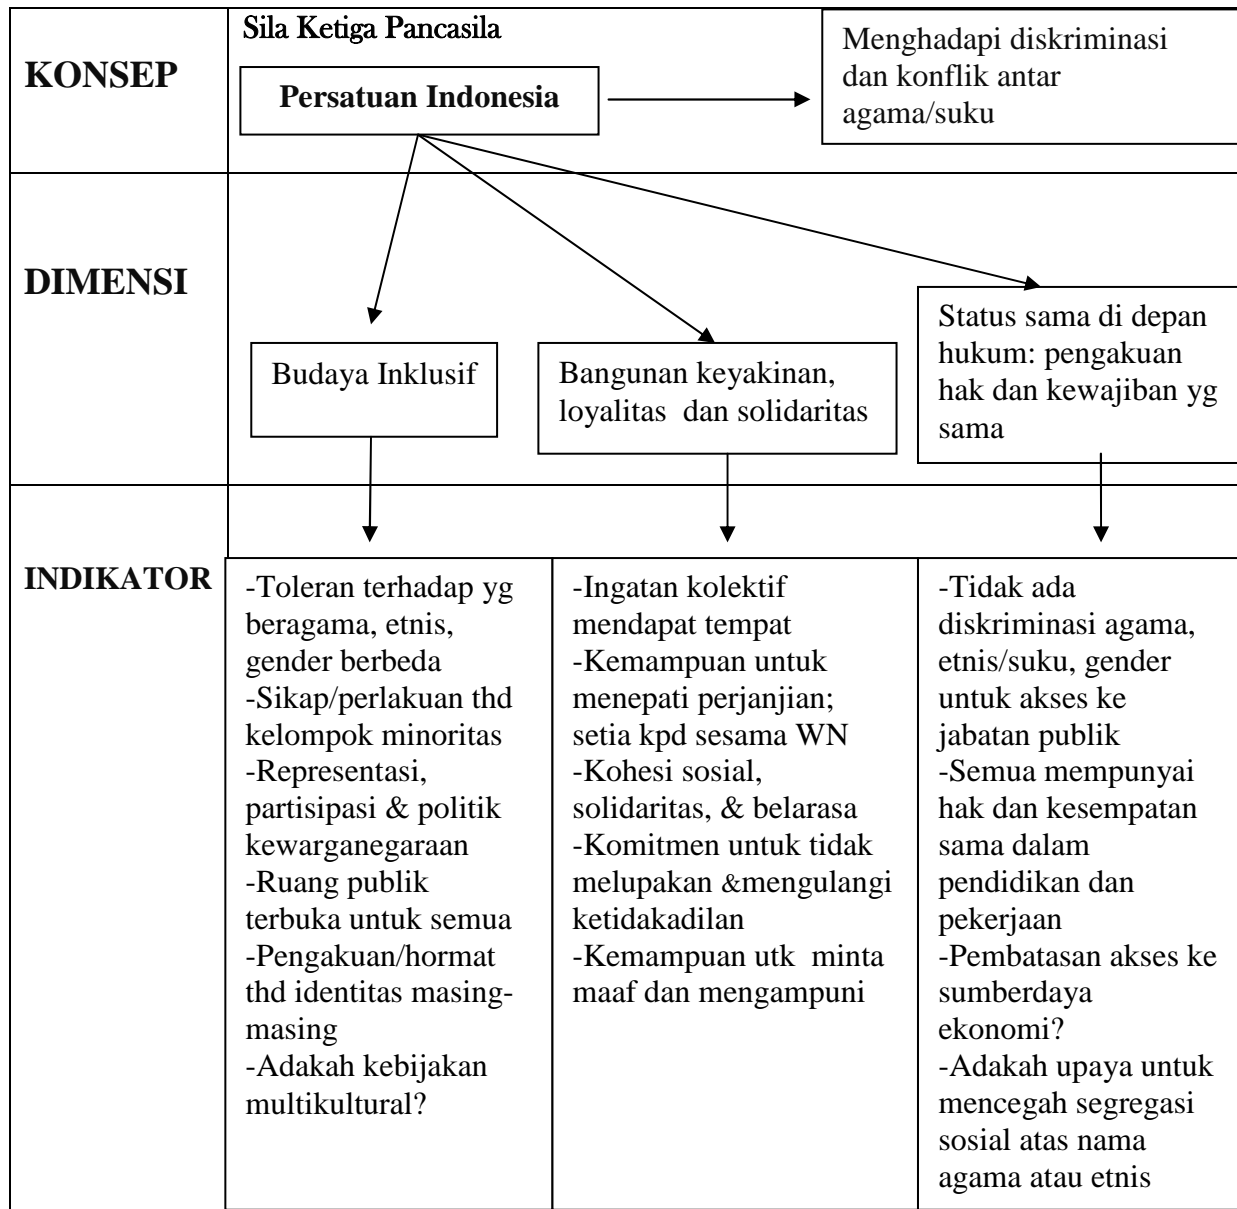 KONSEP
Sila Ketiga Pancasila
Persatuan Indonesia
Menghadapi diskriminasi
dan konflik antar
agama/suku
DIMENSI
Budaya Inklusif
Bangunan keyakinan,
loyalitas dan solidaritas
Status sama di depan
hukum: pengakuan
hak dan kewajiban yg
sama
INDIKATOR
-Toleran terhadap yg
beragama, etnis,
gender berbeda
-Sikap/perlakuan thd
kelompok minoritas
-Representasi,
partisipasi & politik
kewarganegaraan
-Ruang publik
terbuka untuk semua
-Pengakuan/hormat
thd identitas masing-
masing
-Adakah kebijakan
multikultural?
-Ingatan kolektif
mendapat tempat
-Kemampuan untuk
menepati perjanjian;
setia kpd sesama WN
-Kohesi sosial,
solidaritas, & belarasa
-Komitmen untuk tidak
melupakan &mengulangi
ketidakadilan
-Kemampuan utk minta
maaf dan mengampuni
-Tidak ada
diskriminasi agama,
etnis/suku, gender
untuk akses ke
jabatan publik
-Semua mempunyai
hak dan kesempatan
sama dalam
pendidikan dan
pekerjaan
-Pembatasan akses ke
sumberdaya
ekonomi?
-Adakah upaya untuk
mencegah segregasi
sosial atas nama
agama atau etnis